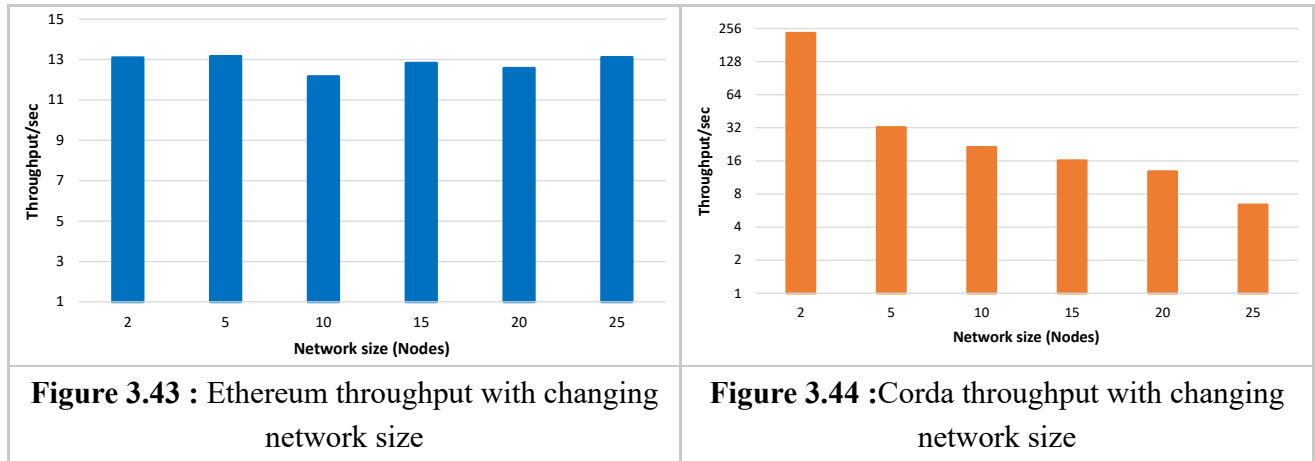 15
13
11
9
7
5
3
1
Throughput/sec
2 5 10 15 20 25
Network size (Nodes)
Figure 3.43 : Ethereum throughput with changing
network size
256
128
64
32
16
8
4
2
1
Throughput/sec
2 5 10 15 20 25
Network size (Nodes)
Figure 3.44 :Corda throughput with changing
network size